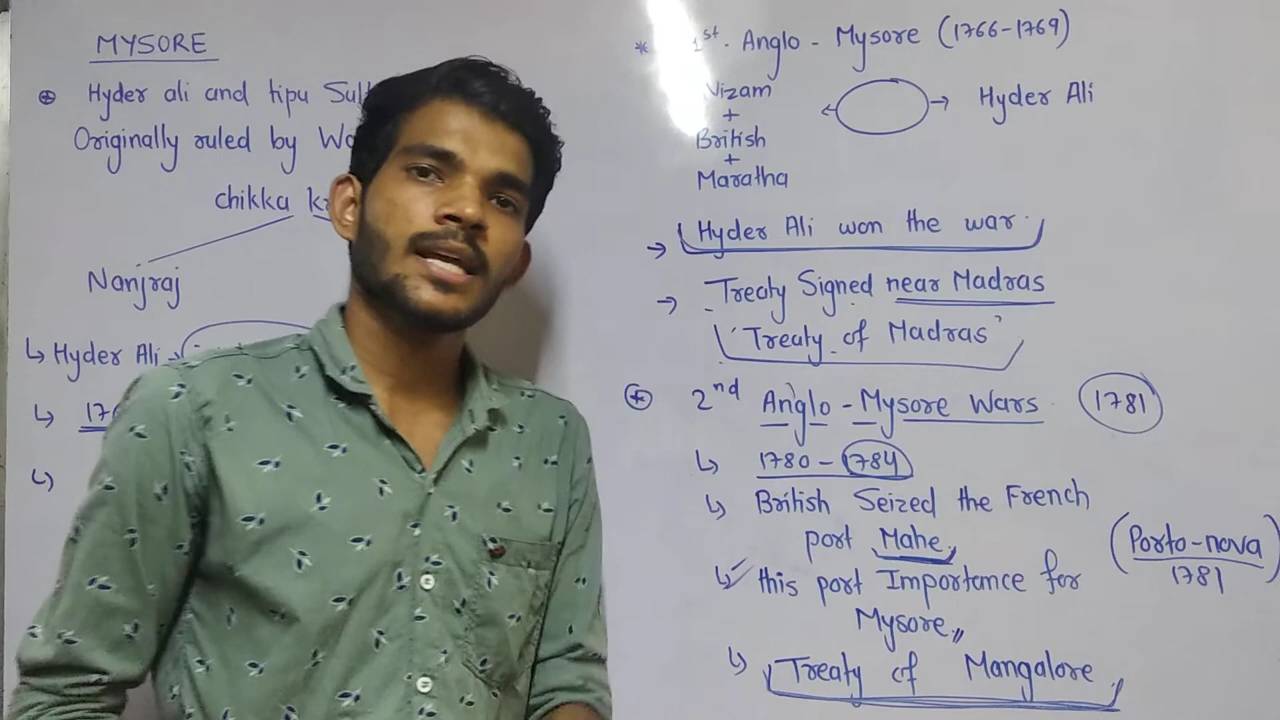 MYSORE
Hyder ali and tipu
Originally ruled by
chikka
Nanjraj
↳ Hyder Ali
↳
↳
* 1st. Anglo - Mysore (1766-1769)
Nizam
+
British
+
Maratha
← → Hyder Ali
→ Hyder Ali won the war.
→ Treaty Signed near Madras
'Treaty of Madras'
2nd Anglo - Mysore Wars 1781
↳ 1780 - 1784
↳ British Seized the French
port Mahe,
(Porto-nova
1781)
↳ this port Importance for
Mysore,,
↳ Treaty of Mangalore